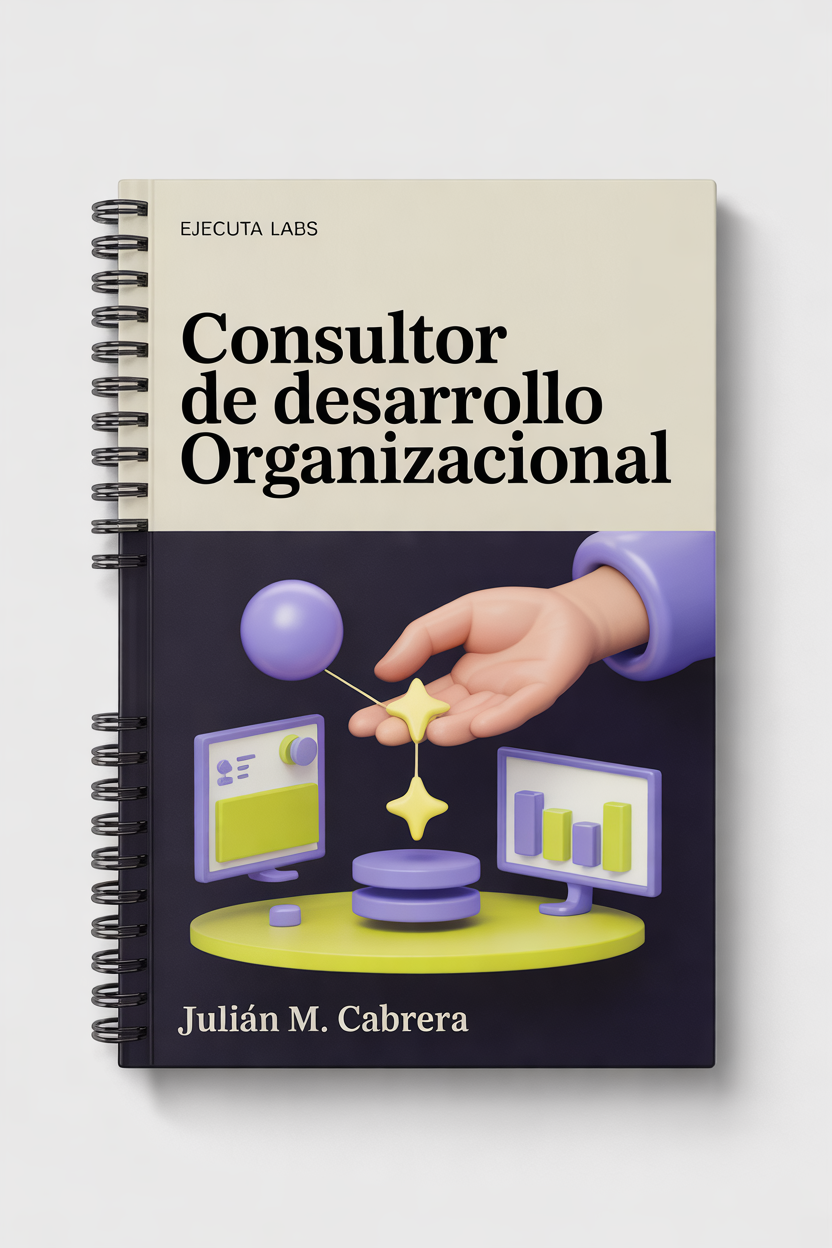 EJECUTA LABS
Consultor
de desarrollo
Organizacional
Julián M. Cabrera